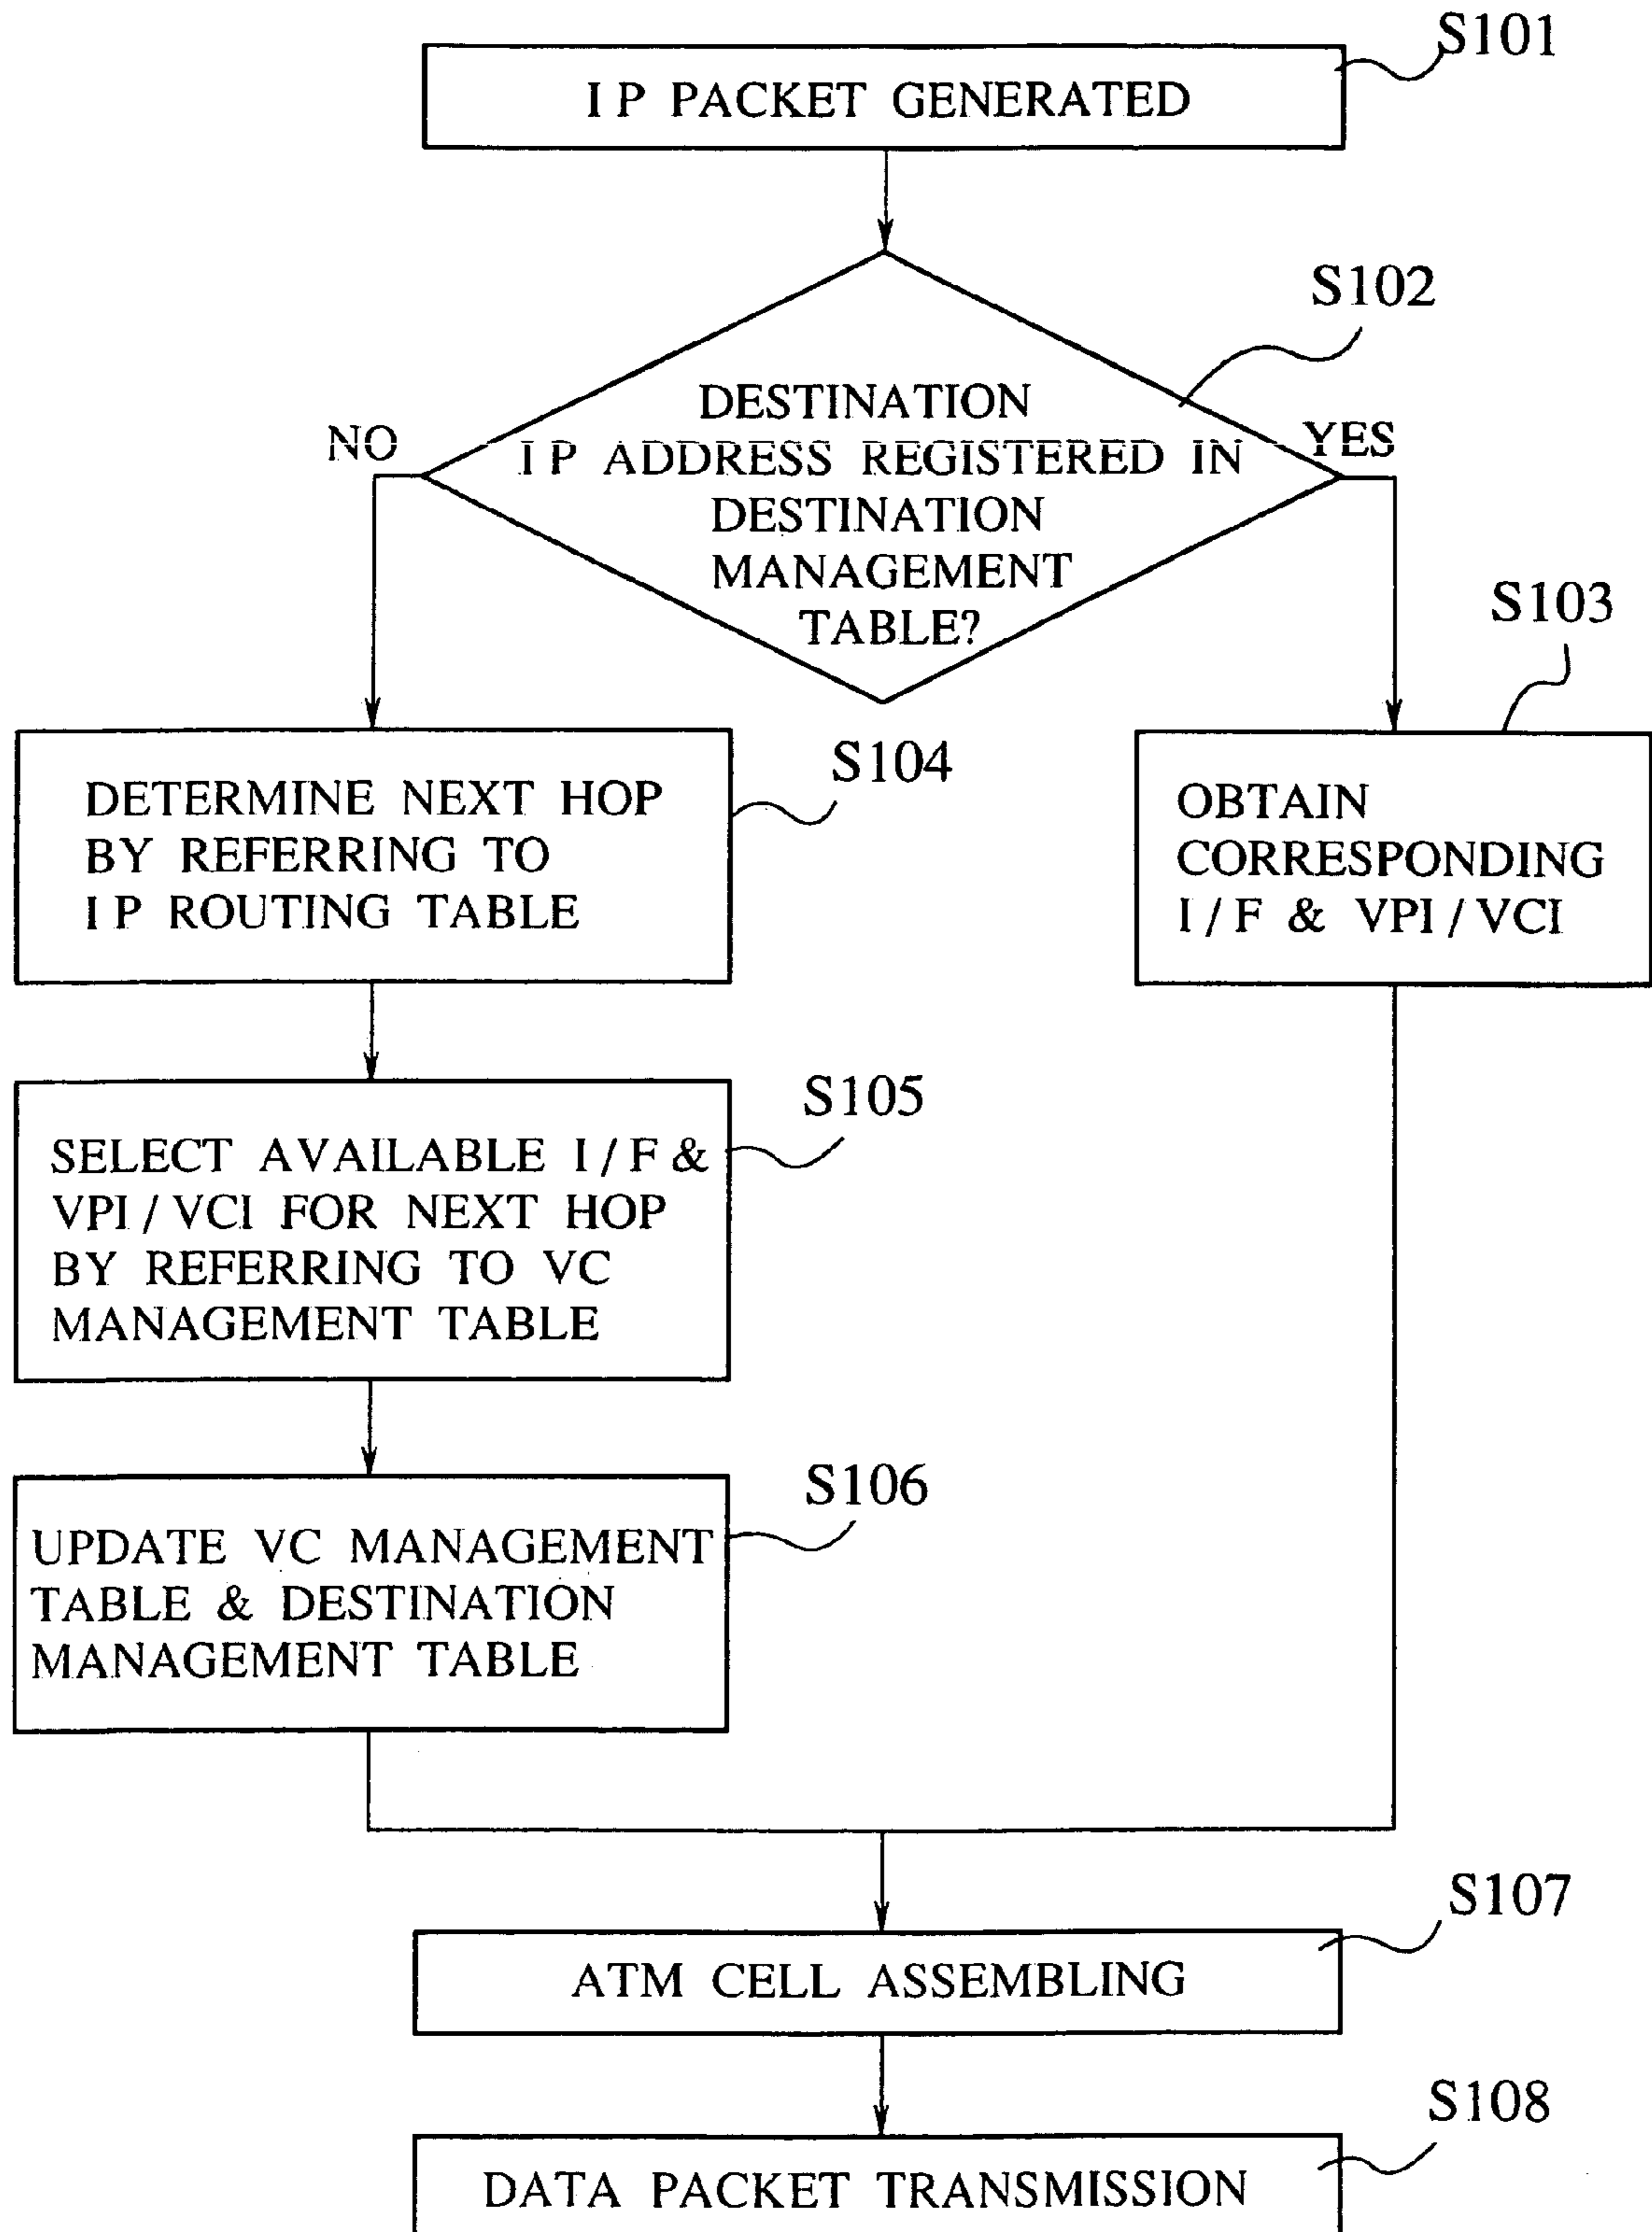 S101
IP PACKET GENERATED
S102
DESTINATION
IP ADDRESS REGISTERED IN
DESTINATION
MANAGEMENT
TABLE?
NO
YES
S103
OBTAIN
CORRESPONDING
I/F & VPI/VCI
S104
DETERMINE NEXT HOP
BY REFERRING TO
IP ROUTING TABLE
S105
SELECT AVAILABLE I/F &
VPI/VCI FOR NEXT HOP
BY REFERRING TO VC
MANAGEMENT TABLE
S106
UPDATE VC MANAGEMENT
TABLE & DESTINATION
MANAGEMENT TABLE
S107
ATM CELL ASSEMBLING
S108
DATA PACKET TRANSMISSION